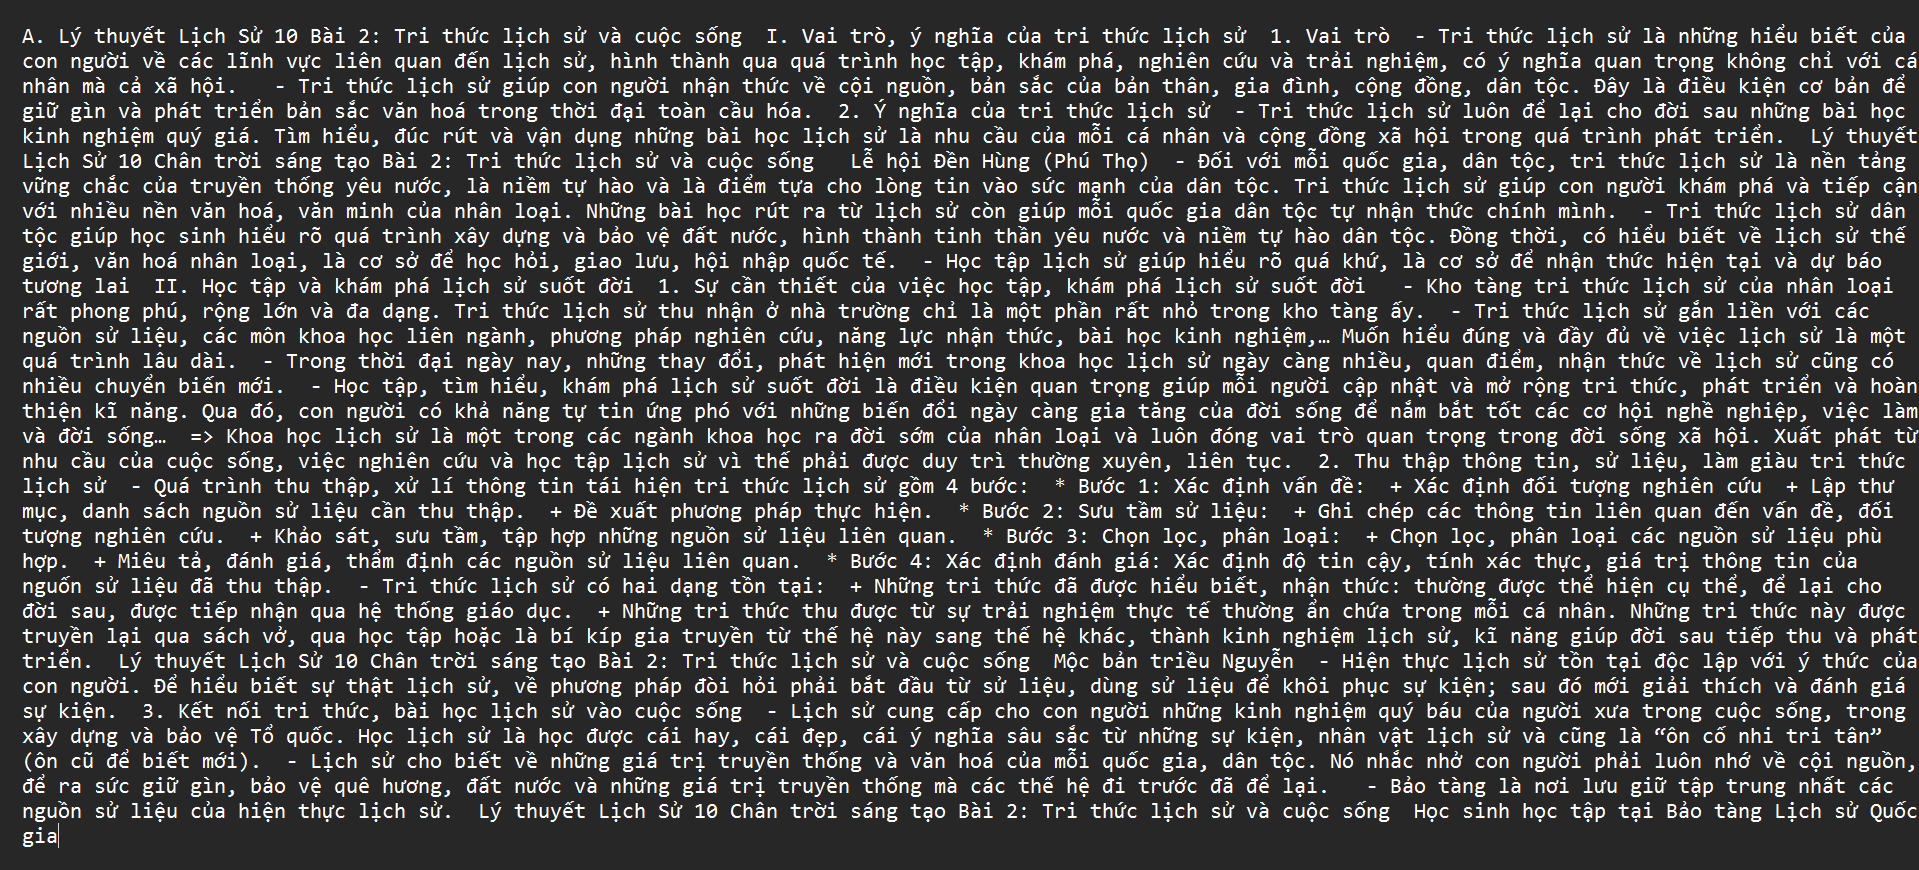 A. Lý thuyết Lịch Sử 10 Bài 2: Tri thức lịch sử và cuộc sống  I. Vai trò, ý nghĩa của tri thức lịch sử  1. Vai trò  - Tri thức lịch sử là những hiểu biết của
con người về các lĩnh vực liên quan đến lịch sử, hình thành qua quá trình học tập, khám phá, nghiên cứu và trải nghiệm, có ý nghĩa quan trọng không chỉ với cá
nhân mà cả xã hội.   - Tri thức lịch sử giúp con người nhận thức về cội nguồn, bản sắc của bản thân, gia đình, cộng đồng, dân tộc. Đây là điều kiện cơ bản để
giữ gìn và phát triển bản sắc văn hoá trong thời đại toàn cầu hóa.  2. Ý nghĩa của tri thức lịch sử  - Tri thức lịch sử luôn để lại cho đời sau những bài học
kinh nghiệm quý giá. Tìm hiểu, đúc rút và vận dụng những bài học lịch sử là nhu cầu của mỗi cá nhân và cộng đồng xã hội trong quá trình phát triển.  Lý thuyết
Lịch Sử 10 Chân trời sáng tạo Bài 2: Tri thức lịch sử và cuộc sống   Lễ hội Đền Hùng (Phú Thọ)  - Đối với mỗi quốc gia, dân tộc, tri thức lịch sử là nền tảng
vững chắc của truyền thống yêu nước, là niềm tự hào và là điểm tựa cho lòng tin vào sức mạnh của dân tộc. Tri thức lịch sử giúp con người khám phá và tiếp cận
với nhiều nền văn hoá, văn minh của nhân loại. Những bài học rút ra từ lịch sử còn giúp mỗi quốc gia dân tộc tự nhận thức chính mình.  - Tri thức lịch sử dân
tộc giúp học sinh hiểu rõ quá trình xây dựng và bảo vệ đất nước, hình thành tinh thần yêu nước và niềm tự hào dân tộc. Đồng thời, có hiểu biết về lịch sử thế
giới, văn hoá nhân loại, là cơ sở để học hỏi, giao lưu, hội nhập quốc tế.  - Học tập lịch sử giúp hiểu rõ quá khứ, là cơ sở để nhận thức hiện tại và dự báo
tương lai  II. Học tập và khám phá lịch sử suốt đời  1. Sự cần thiết của việc học tập, khám phá lịch sử suốt đời   - Kho tàng tri thức lịch sử của nhân loại
rất phong phú, rộng lớn và đa dạng. Tri thức lịch sử thu nhận ở nhà trường chỉ là một phần rất nhỏ trong kho tàng ấy.  - Tri thức lịch sử gắn liền với các
nguồn sử liệu, các môn khoa học liên ngành, phương pháp nghiên cứu, năng lực nhận thức, bài học kinh nghiệm,… Muốn hiểu đúng và đầy đủ về việc lịch sử là một
quá trình lâu dài.  - Trong thời đại ngày nay, những thay đổi, phát hiện mới trong khoa học lịch sử ngày càng nhiều, quan điểm, nhận thức về lịch sử cũng có
nhiều chuyển biến mới.  - Học tập, tìm hiểu, khám phá lịch sử suốt đời là điều kiện quan trọng giúp mỗi người cập nhật và mở rộng tri thức, phát triển và hoàn
thiện kĩ năng. Qua đó, con người có khả năng tự tin ứng phó với những biến đổi ngày càng gia tăng của đời sống để nắm bắt tốt các cơ hội nghề nghiệp, việc làm
và đời sống…  => Khoa học lịch sử là một trong các ngành khoa học ra đời sớm của nhân loại và luôn đóng vai trò quan trọng trong đời sống xã hội. Xuất phát từ
nhu cầu của cuộc sống, việc nghiên cứu và học tập lịch sử vì thế phải được duy trì thường xuyên, liên tục.  2. Thu thập thông tin, sử liệu, làm giàu tri thức
lịch sử  - Quá trình thu thập, xử lí thông tin tái hiện tri thức lịch sử gồm 4 bước:  * Bước 1: Xác định vấn đề:  + Xác định đối tượng nghiên cứu  + Lập thư
mục, danh sách nguồn sử liệu cần thu thập.  + Đề xuất phương pháp thực hiện.  * Bước 2: Sưu tầm sử liệu:  + Ghi chép các thông tin liên quan đến vấn đề, đối
tượng nghiên cứu.  + Khảo sát, sưu tầm, tập hợp những nguồn sử liệu liên quan.  * Bước 3: Chọn lọc, phân loại:  + Chọn lọc, phân loại các nguồn sử liệu phù
hợp.  + Miêu tả, đánh giá, thẩm định các nguồn sử liệu liên quan.  * Bước 4: Xác định đánh giá: Xác định độ tin cậy, tính xác thực, giá trị thông tin của
nguốn sử liệu đã thu thập.  - Tri thức lịch sử có hai dạng tồn tại:  + Những tri thức đã được hiểu biết, nhận thức: thường được thể hiện cụ thể, để lại cho
đời sau, được tiếp nhận qua hệ thống giáo dục.  + Những tri thức thu được từ sự trải nghiệm thực tế thường ẩn chứa trong mỗi cá nhân. Những tri thức này được
truyền lại qua sách vở, qua học tập hoặc là bí kíp gia truyền từ thế hệ này sang thế hệ khác, thành kinh nghiệm lịch sử, kĩ năng giúp đời sau tiếp thu và phát
triển.  Lý thuyết Lịch Sử 10 Chân trời sáng tạo Bài 2: Tri thức lịch sử và cuộc sống  Mộc bản triều Nguyễn  - Hiện thực lịch sử tồn tại độc lập với ý thức của
con người. Để hiểu biết sự thật lịch sử, về phương pháp đòi hỏi phải bắt đầu từ sử liệu, dùng sử liệu để khôi phục sự kiện; sau đó mới giải thích và đánh giá
sự kiện.  3. Kết nối tri thức, bài học lịch sử vào cuộc sống  - Lịch sử cung cấp cho con người những kinh nghiệm quý báu của người xưa trong cuộc sống, trong
xây dựng và bảo vệ Tổ quốc. Học lịch sử là học được cái hay, cái đẹp, cái ý nghĩa sâu sắc từ những sự kiện, nhân vật lịch sử và cũng là “ôn cố nhi tri tân”
(ôn cũ để biết mới).  - Lịch sử cho biết về những giá trị truyền thống và văn hoá của mỗi quốc gia, dân tộc. Nó nhắc nhở con người phải luôn nhớ về cội nguồn,
để ra sức giữ gìn, bảo vệ quê hương, đất nước và những giá trị truyền thống mà các thế hệ đi trước đã để lại.   - Bảo tàng là nơi lưu giữ tập trung nhất các
nguồn sử liệu của hiện thực lịch sử.  Lý thuyết Lịch Sử 10 Chân trời sáng tạo Bài 2: Tri thức lịch sử và cuộc sống  Học sinh học tập tại Bảo tàng Lịch sử Quốc
gia